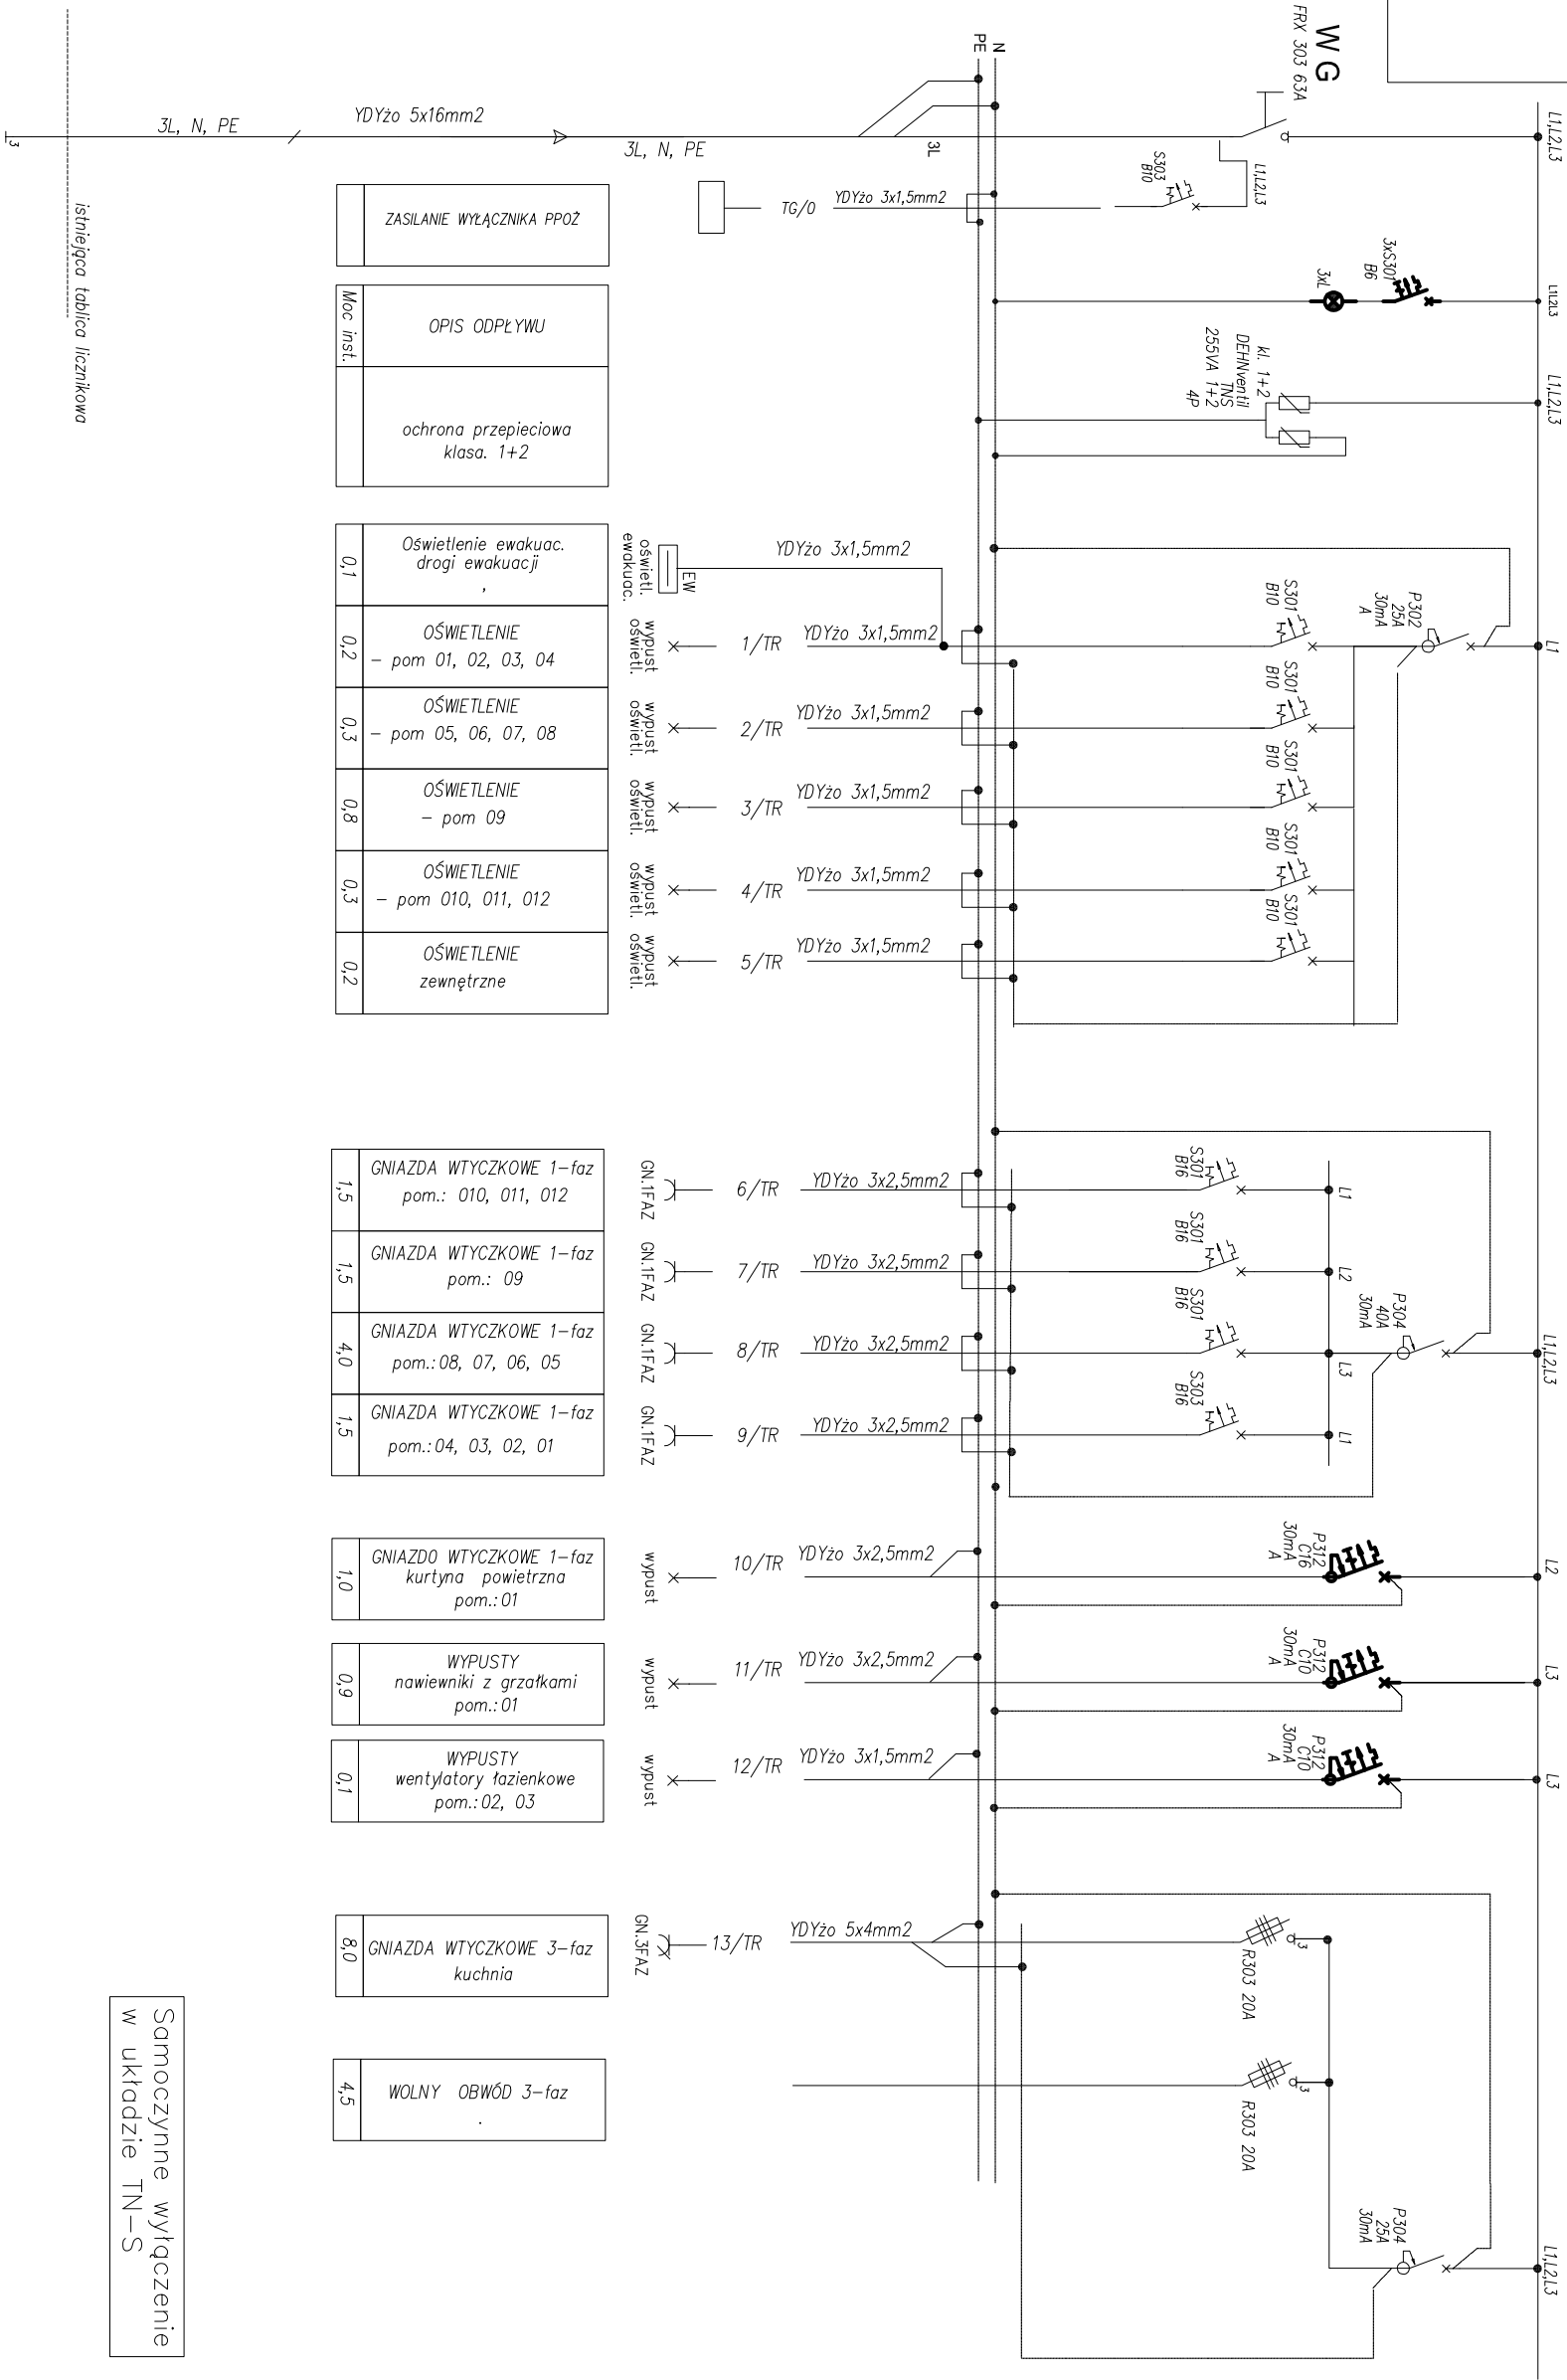 W G
FRX 303 63A
L1,L2,L3
N
PE
3L, N, PE
YDYżo 5x16mm2
3L, N, PE
3L
3
istniejąca tablica licznikowa
L1,L2,L3
S303
B10
YDYżo 3x1,5mm2
TG/0
ZASILANIE WYŁĄCZNIKA PPOŻ
L1L2L3
3xS301
B6
3xL
OPIS ODPŁYWU
Moc inst.
L1,L2,L3
kl. 1+2
DEHNventil
TNS
255VA 1+2
4P
ochrona przepieciowa
klasa. 1+2
L1
P302
25A
30mA
A
YDYżo 3x1,5mm2
EW
oświetl.
ewakuac.
Oświetlenie ewakuac.
drogi ewakuacji
,
0,1
S301
B10
YDYżo 3x1,5mm2
1/TR
wypust
oświetl.
OŚWIETLENIE
- pom 01, 02, 03, 04
0,2
S301
B10
YDYżo 3x1,5mm2
2/TR
wypust
oświetl.
OŚWIETLENIE
- pom 05, 06, 07, 08
0,3
S301
B10
YDYżo 3x1,5mm2
3/TR
wypust
oświetl.
OŚWIETLENIE
- pom 09
0,8
S301
B10
YDYżo 3x1,5mm2
4/TR
wypust
oświetl.
OŚWIETLENIE
- pom 010, 011, 012
0,3
S301
B10
YDYżo 3x1,5mm2
5/TR
wypust
oświetl.
OŚWIETLENIE
zewnętrzne
0,2
L1,L2,L3
P304
40A
30mA
L1
S301
B16
YDYżo 3x2,5mm2
6/TR
GN.1FAZ
GNIAZDA WTYCZKOWE 1-faz
pom.: 010, 011, 012
1,5
L2
S301
B16
YDYżo 3x2,5mm2
7/TR
GN.1FAZ
GNIAZDA WTYCZKOWE 1-faz
pom.: 09
1,5
L3
S301
B16
YDYżo 3x2,5mm2
8/TR
GN.1FAZ
GNIAZDA WTYCZKOWE 1-faz
pom.:08, 07, 06, 05
4,0
L1
S303
B16
YDYżo 3x2,5mm2
9/TR
GN.1FAZ
GNIAZDA WTYCZKOWE 1-faz
pom.:04, 03, 02, 01
1,5
L2
P312
C16
30mA
A
YDYżo 3x2,5mm2
10/TR
wypust
GNIAZDO WTYCZKOWE 1-faz
kurtyna powietrzna
pom.:01
1,0
L3
P312
C10
30mA
A
YDYżo 3x2,5mm2
11/TR
wypust
WYPUSTY
nawiewniki z grzałkami
pom.:01
0,9
L3
P312
C10
30mA
A
YDYżo 3x1,5mm2
12/TR
wypust
WYPUSTY
wentylatory łazienkowe
pom.:02, 03
0,1
3
R303 20A
YDYżo 5x4mm2
13/TR
GN.3FAZ
GNIAZDA WTYCZKOWE 3-faz
kuchnia
8,0
3
R303 20A
WOLNY OBWÓD 3-faz
.
4,5
L1,L2,L3
P304
25A
30mA
Samoczynne wyłączenie
w układzie TN-S